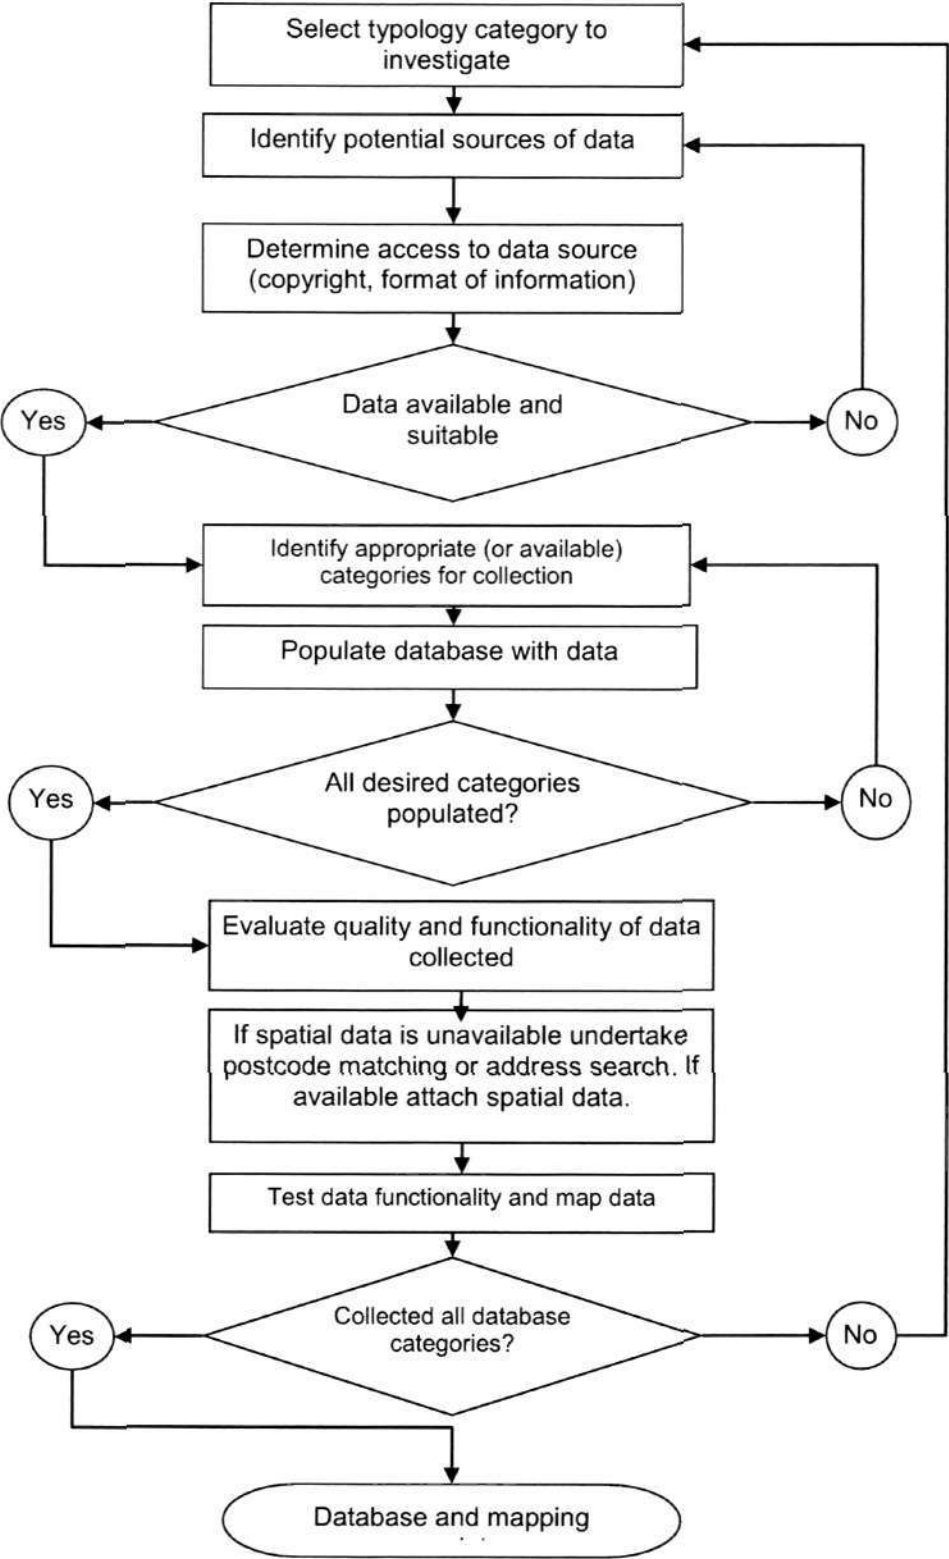 Select typology category to
investigate
Identify potential sources of data
Determine access to data source
(copyright, format of information)
Data available and
suitable
Yes
No
Identify appropriate (or available)
categories for collection
Populate database with data
All desired categories
populated?
Yes
No
Evaluate quality and functionality of data
collected
If spatial data is unavailable undertake
postcode matching or address search. If
available attach spatial data.
Test data functionality and map data
Collected all database
categories?
Yes
No
Database and mapping